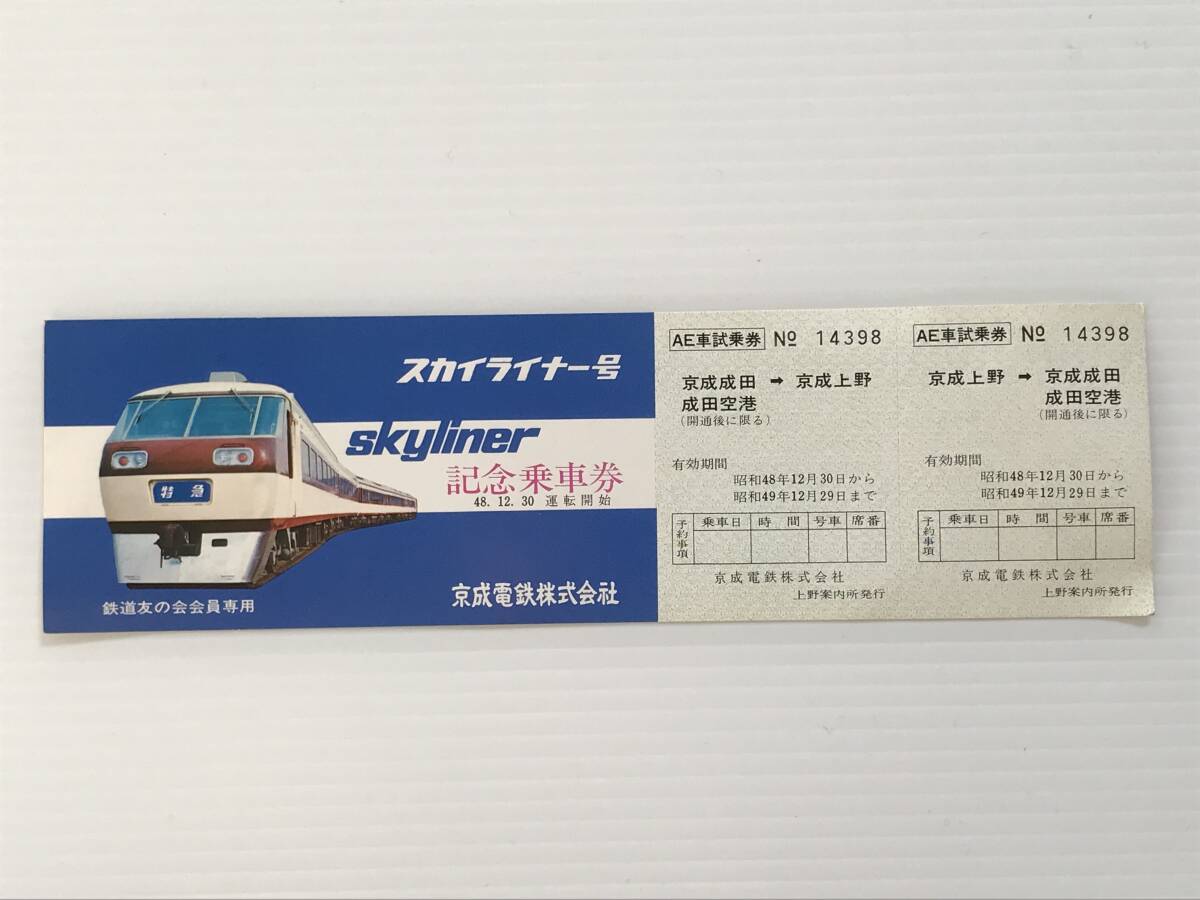 スカイライナー号
skyliner
記念乗車券
48.12.30 運転開始
特急
鉄道友の会会員専用
京成電鉄株式会社
AE車試乗券 № 14398
京成成田 → 京成上野
成田空港
(開通後に限る)
有効期間
昭和48年12月30日から
昭和49年12月29日まで
予約事項 乗車日 時間 号車 席番
京成電鉄株式会社
上野案内所発行
AE車試乗券 № 14398
京成上野 → 京成成田
成田空港
(開通後に限る)
有効期間
昭和48年12月30日から
昭和49年12月29日まで
予約事項 乗車日 時間 号車 席番
京成電鉄株式会社
上野案内所発行